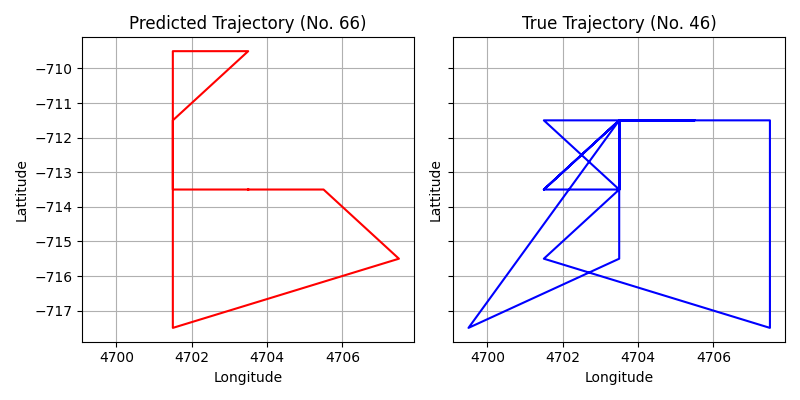 Predicted Trajectory (No. 66)
True Trajectory (No. 46)
−710
−711
−712
−713
−714
−715
−716
−717
Lattitude
Lattitude
4700 4702 4704 4706
4700 4702 4704 4706
Longitude
Longitude